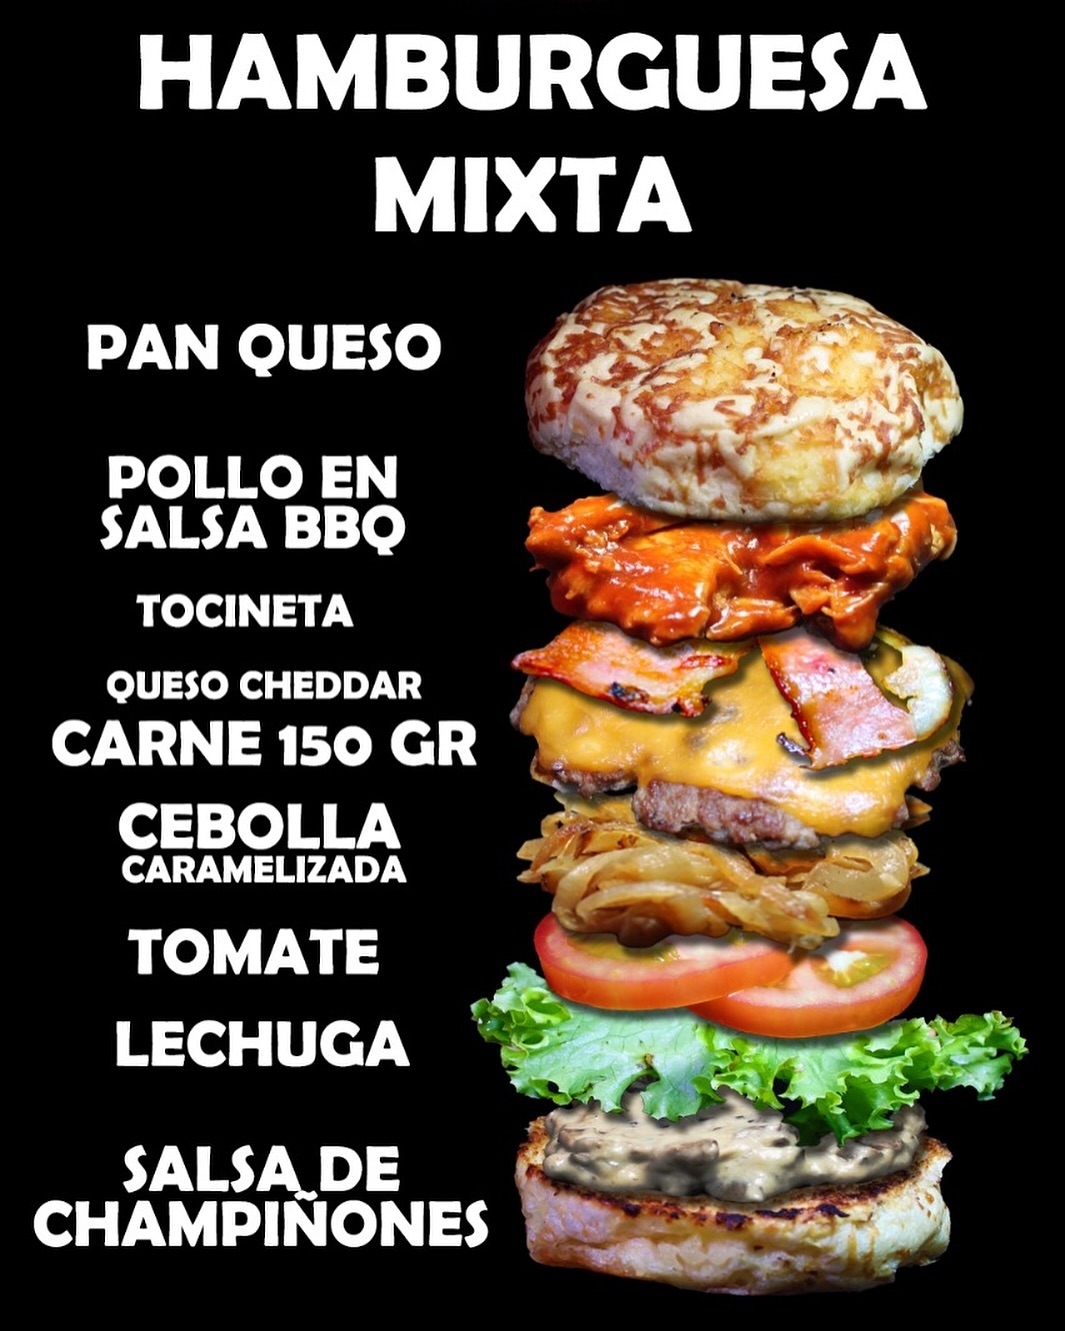 HAMBURGUESA
MIXTA
PAN QUESO
POLLO EN
SALSA BBQ
TOCINETA
QUESO CHEDDAR
CARNE 150 GR
CEBOLLA
CARAMELIZADA
TOMATE
LECHUGA
SALSA DE
CHAMPIÑONES